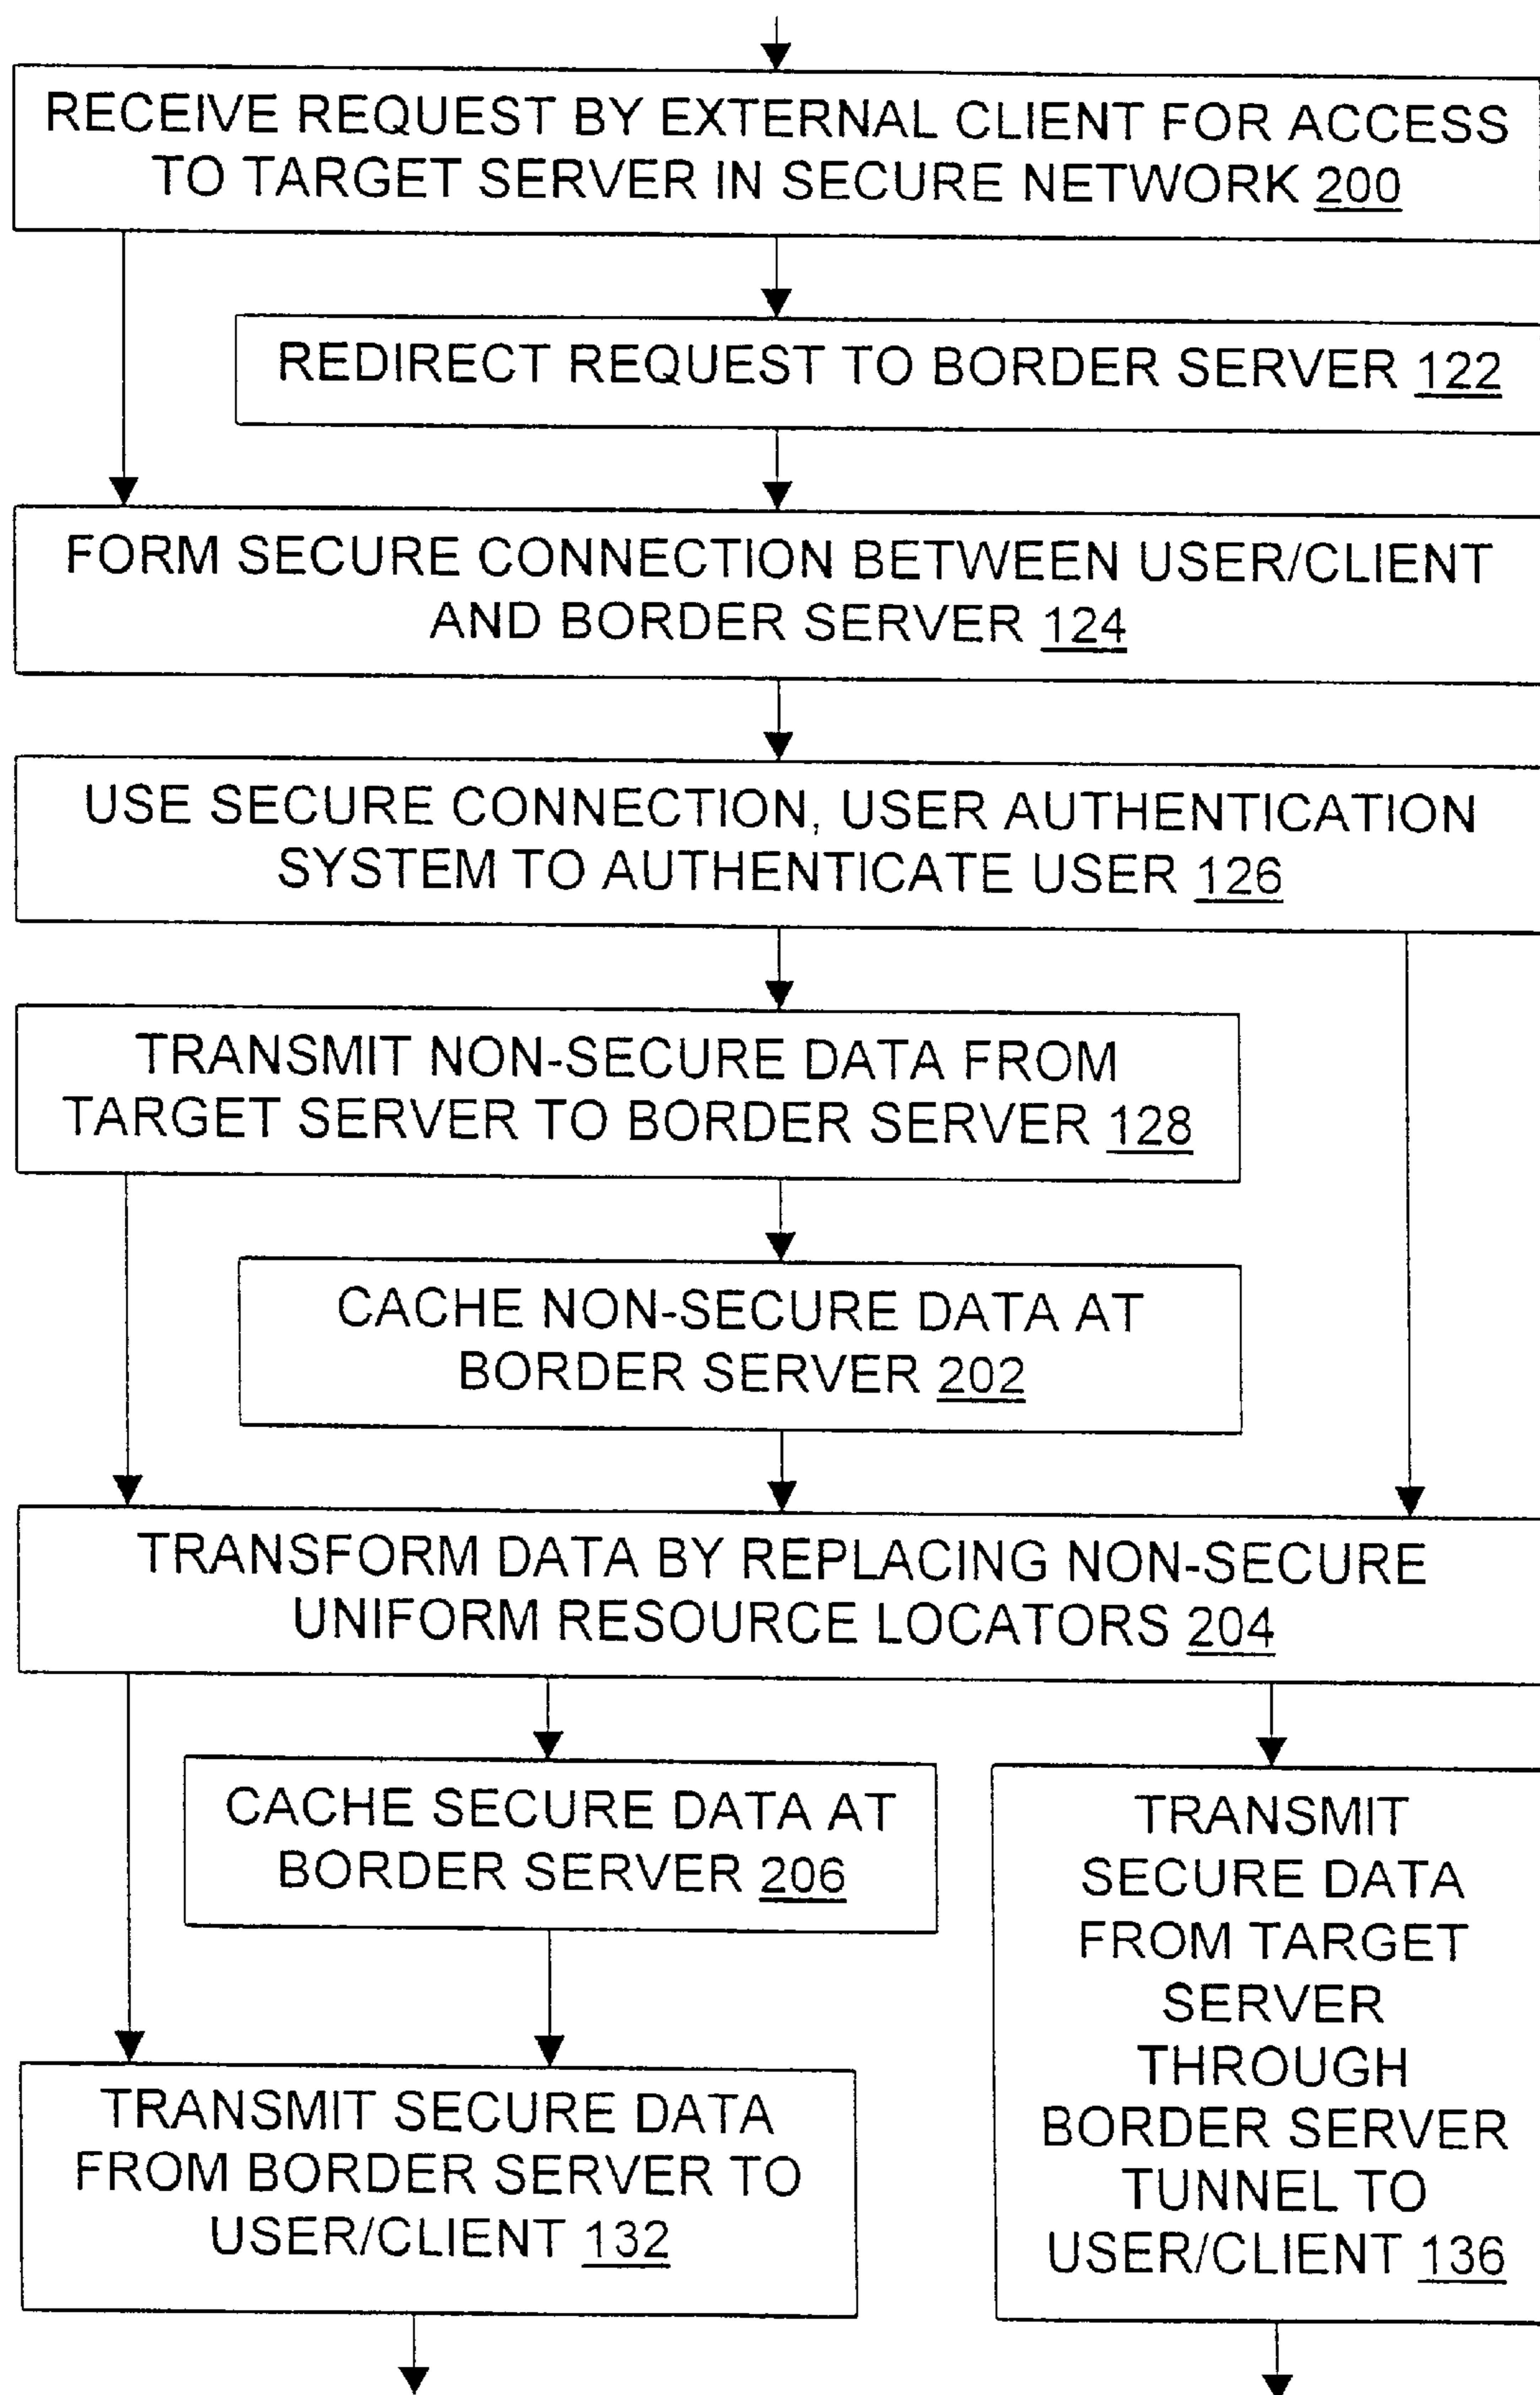 RECEIVE REQUEST BY EXTERNAL CLIENT FOR ACCESS
TO TARGET SERVER IN SECURE NETWORK 200
REDIRECT REQUEST TO BORDER SERVER 122
FORM SECURE CONNECTION BETWEEN USER/CLIENT
AND BORDER SERVER 124
USE SECURE CONNECTION, USER AUTHENTICATION
SYSTEM TO AUTHENTICATE USER 126
TRANSMIT NON-SECURE DATA FROM
TARGET SERVER TO BORDER SERVER 128
CACHE NON-SECURE DATA AT
BORDER SERVER 202
TRANSFORM DATA BY REPLACING NON-SECURE
UNIFORM RESOURCE LOCATORS 204
CACHE SECURE DATA AT
BORDER SERVER 206
TRANSMIT SECURE DATA
FROM BORDER SERVER TO
USER/CLIENT 132
TRANSMIT
SECURE DATA
FROM TARGET
SERVER
THROUGH
BORDER SERVER
TUNNEL TO
USER/CLIENT 136